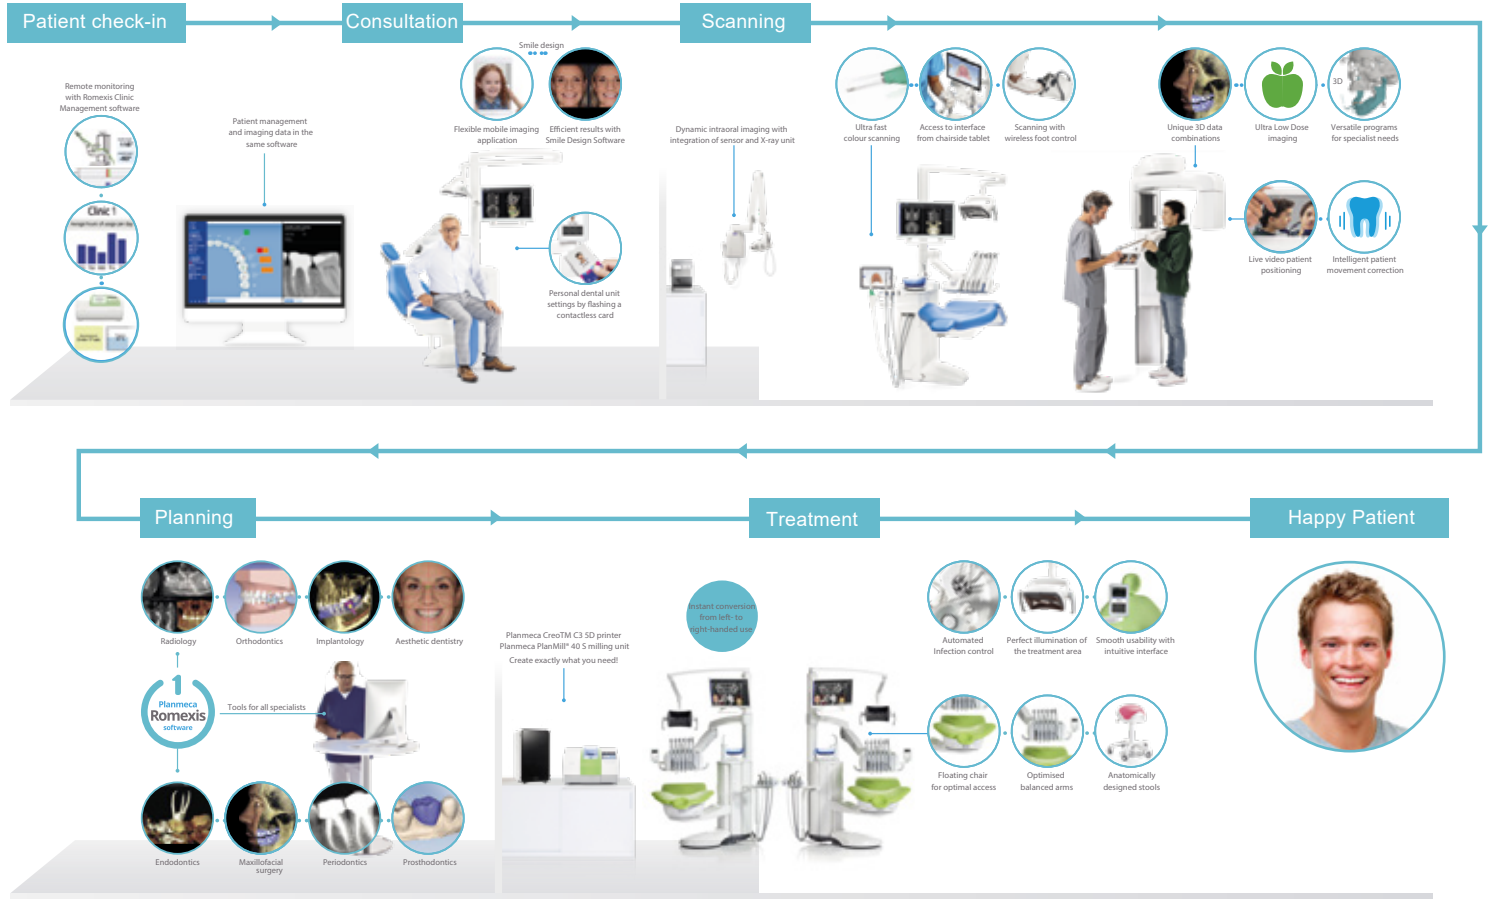 Patient check-in
Consultation
Scanning
Remote monitoring
with Romexis Clinic
Management software
Clinic 1
Patient management
and imaging data in the
same software
Smile design
Flexible mobile imaging
application
Efficient results with
Smile Design Software
Personal dental unit
settings by flashing a
contactless card
Dynamic intraoral imaging with
integration of sensor and X-ray unit
Ultra fast
colour scanning
Access to interface
from chairside tablet
Scanning with
wireless foot control
Unique 3D data
combinations
Ultra Low Dose
imaging
3D
Versatile programs
for specialist needs
Live video patient
positioning
Intelligent patient
movement correction
Planning
Treatment
Happy Patient
Radiology
Orthodontics
Implantology
Aesthetic dentistry
1
Planmeca
Romexis
software
Tools for all specialists
Endodontics
Maxillofacial
surgery
Periodontics
Prosthodontics
Planmeca CreoTM C3 5D printer
Planmeca PlanMill® 40 S milling unit
Create exactly what you need!
Instant conversion
from left- to
right-handed use
Automated
Infection control
Perfect illumination of
the treatment area
Smooth usability with
intuitive interface
Floating chair
for optimal access
Optimised
balanced arms
Anatomically
designed stools